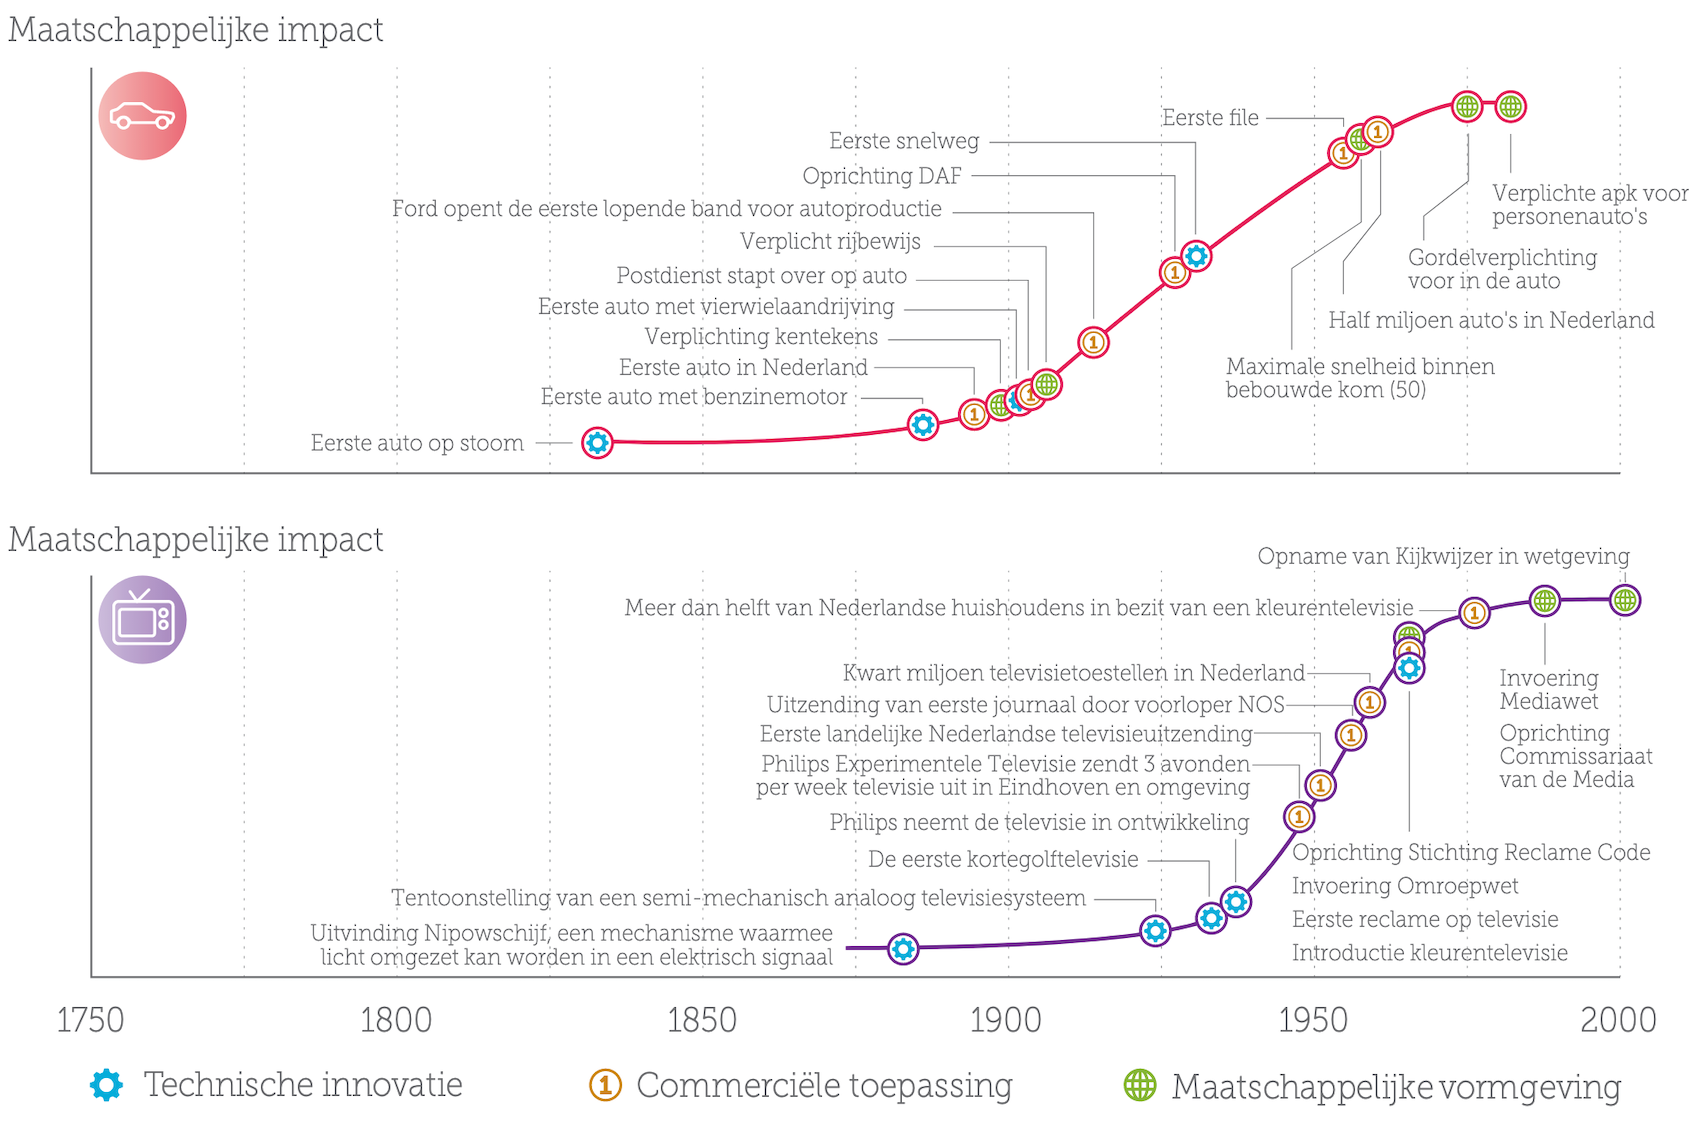 Maatschappelijke impact
Eerste file
Eerste snelweg
Oprichting DAF
Ford opent de eerste lopende band voor autoproductie
Verplicht rijbewijs
Postdienst stapt over op auto
Eerste auto met vierwielaandrijving
Verplichting kentekens
Eerste auto in Nederland
Eerste auto met benzinemotor
Eerste auto op stoom
Verplichte apk voor
personenauto's
Gordelverplichting
voor in de auto
Half miljoen auto's in Nederland
Maximale snelheid binnen
bebouwde kom (50)
Maatschappelijke impact
Opname van Kijkwijzer in wetgeving
Meer dan helft van Nederlandse huishoudens in bezit van een kleurentelevisie
Kwart miljoen televisietoestellen in Nederland
Uitzending van eerste journaal door voorloper NOS
Eerste landelijke Nederlandse televisieuitzending
Philips Experimentele Televisie zendt 3 avonden
per week televisie uit in Eindhoven en omgeving
Philips neemt de televisie in ontwikkeling
De eerste kortegolftelevisie
Tentoonstelling van een semi-mechanisch analoog televisiesysteem
Uitvinding Nipowschijf, een mechanisme waarmee
licht omgezet kan worden in een elektrisch signaal
Invoering
Mediawet
Oprichting
Commissariaat
van de Media
Oprichting Stichting Reclame Code
Invoering Omroepwet
Eerste reclame op televisie
Introductie kleurentelevisie
1750 1800 1850 1900 1950 2000
Technische innovatie 1 Commerciële toepassing Maatschappelijke vormgeving